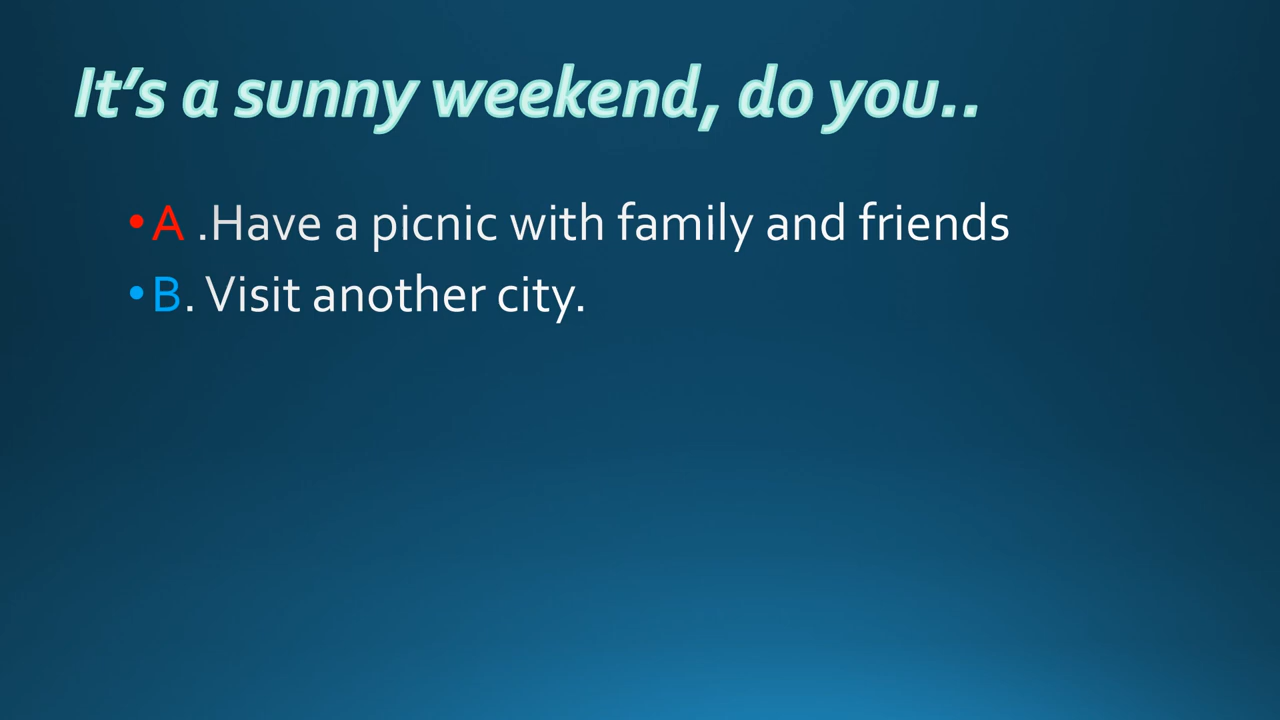 It’s a sunny weekend, do you..
•A .Have a picnic with family and friends
•B. Visit another city.